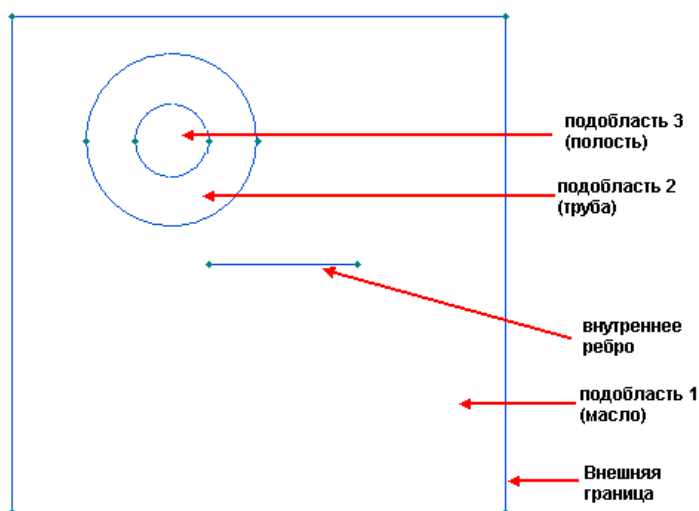 подобласть 3
(полость)
подобласть 2
(труба)
внутреннее
ребро
подобласть 1
(масло)
Внешняя
граница